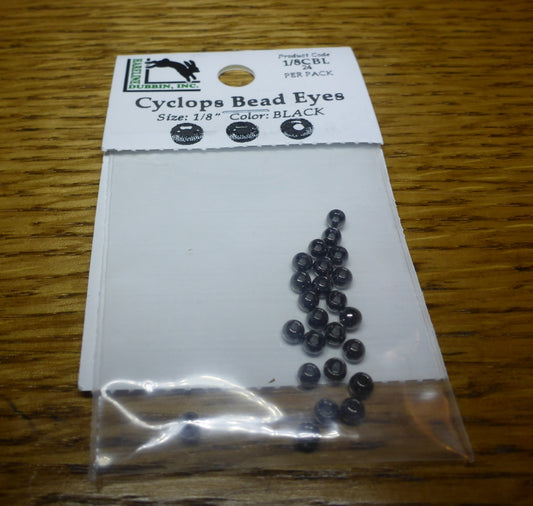 HARELINE
DUBBIN, INC.
Product Code
1/8CBL
24
PER PACK
Cyclops Bead Eyes
Size: 1/8" Color: BLACK